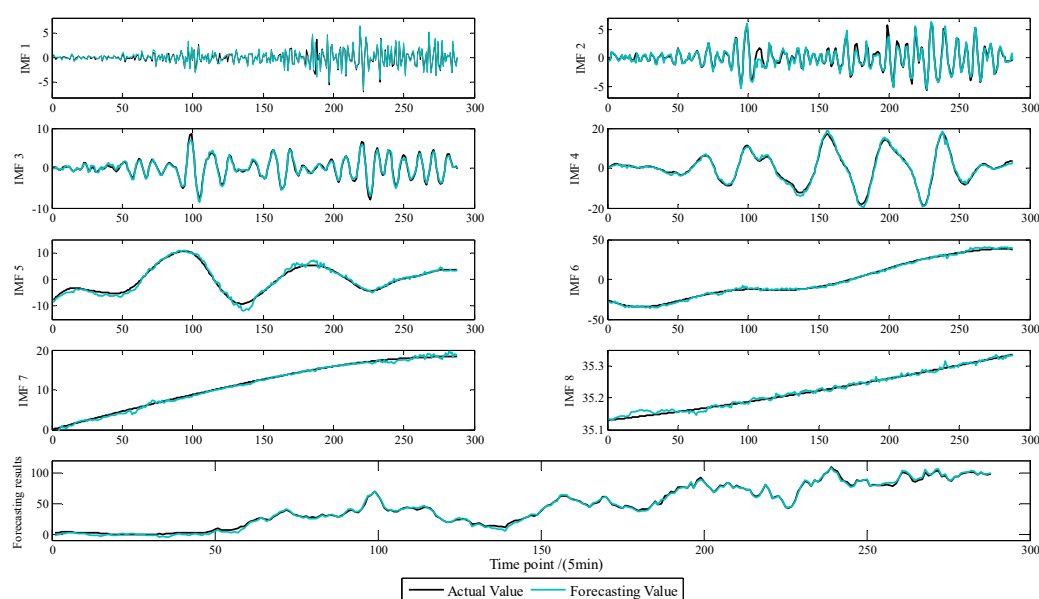 IMF 1
5
0
-5
0 50 100 150 200 250 300
IMF 2
5
0
-5
0 50 100 150 200 250 300
IMF 3
10
0
-10
0 50 100 150 200 250 300
IMF 4
20
0
-20
0 50 100 150 200 250 300
IMF 5
10
0
-10
0 50 100 150 200 250 300
IMF 6
50
0
-50
0 50 100 150 200 250 300
IMF 7
20
10
0
0 50 100 150 200 250 300
IMF 8
35.3
35.2
35.1
0 50 100 150 200 250 300
Forecasting results
100
50
0
0 50 100 150 200 250 300
Time point /(5min)
Actual Value Forecasting Value